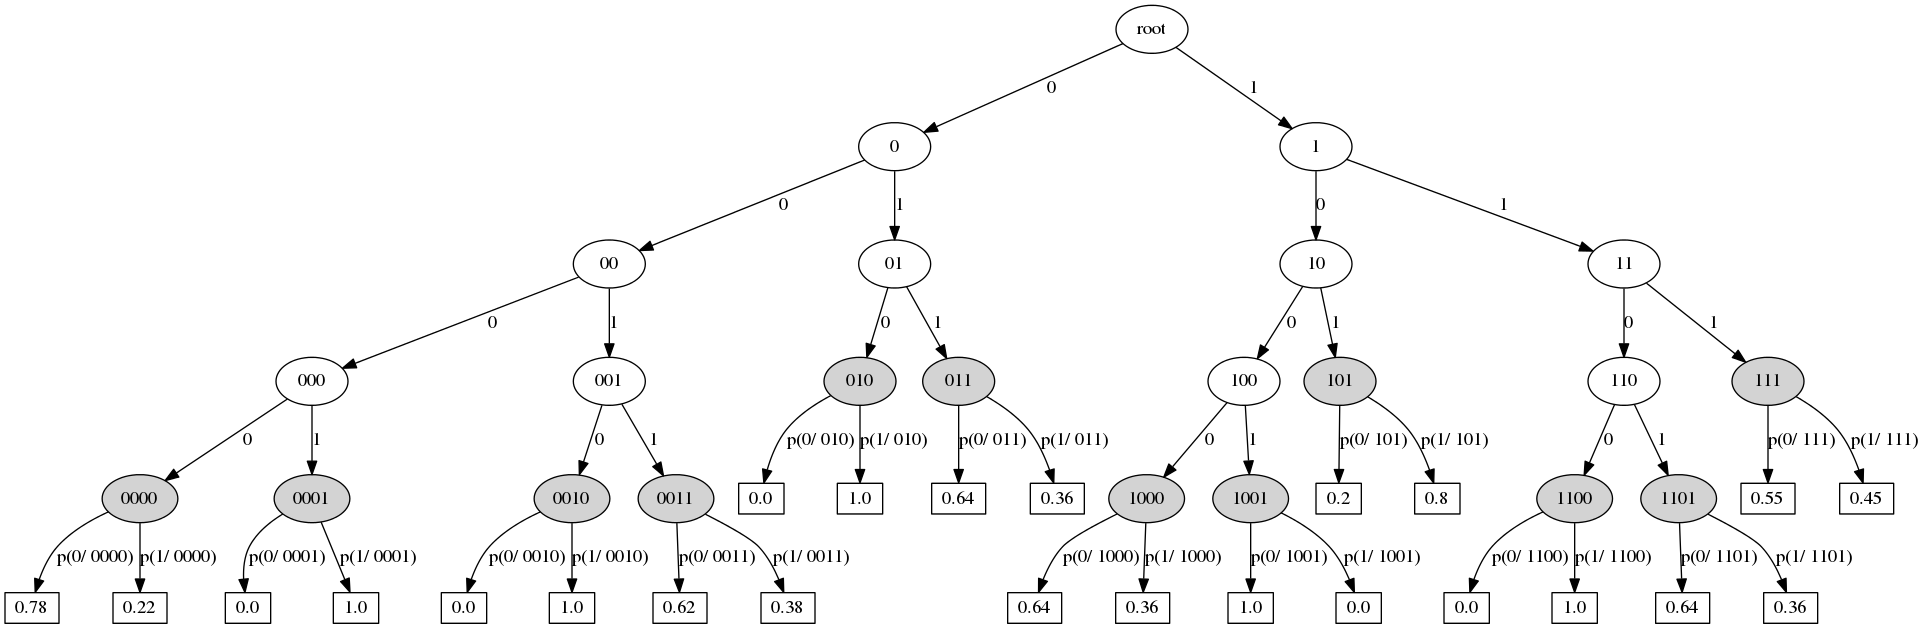 root
0 1
0 1
0 1 0 1
00 01 10 11
0 1 0 1 0 1 0 1
000 001 010 011 100 101 110 111
0 1 0 1 p(0/ 010) p(1/ 010) p(0/ 011) p(1/ 011) 0 1 p(0/ 101) p(1/ 101) 0 1 p(0/ 111) p(1/ 111)
0000 0001 0010 0011 0.0 1.0 0.64 0.36 1000 1001 0.2 0.8 1100 1101 0.55 0.45
p(0/ 0000) p(1/ 0000) p(0/ 0001) p(1/ 0001) p(0/ 0010) p(1/ 0010) p(0/ 0011) p(1/ 0011) p(0/ 1000) p(1/ 1000) p(0/ 1001) p(1/ 1001) p(0/ 1100) p(1/ 1100) p(0/ 1101) p(1/ 1101)
0.78 0.22 0.0 1.0 0.0 1.0 0.62 0.38 0.64 0.36 1.0 0.0 0.0 1.0 0.64 0.36